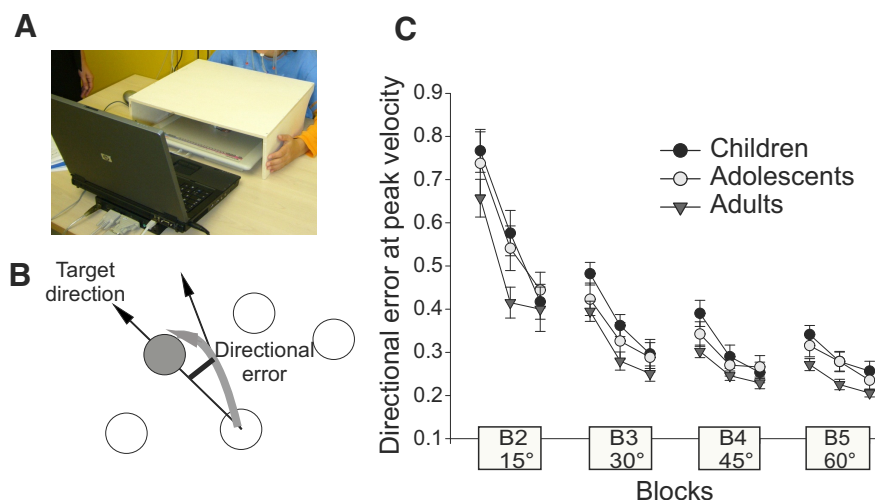 A
B
Target
direction
Directional
error
C
Directional error at peak velocity
0.9
0.8
0.7
0.6
0.5
0.4
0.3
0.2
0.1
Children
Adolescents
Adults
B2
15°
B3
30°
B4
45°
B5
60°
Blocks
hp